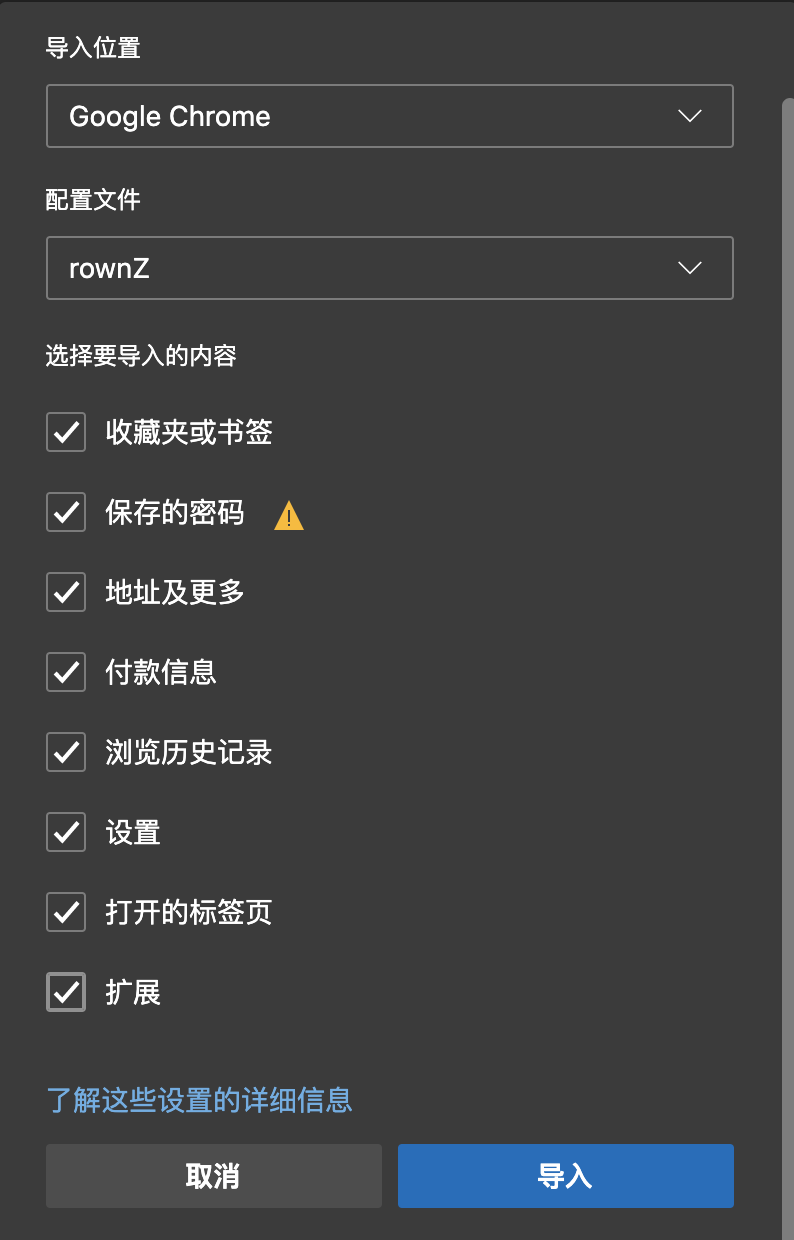 导入位置
Google Chrome
配置文件
rownZ
选择要导入的内容
收藏夹或书签
保存的密码
地址及更多
付款信息
浏览历史记录
设置
打开的标签页
扩展
了解这些设置的详细信息
取消
导入